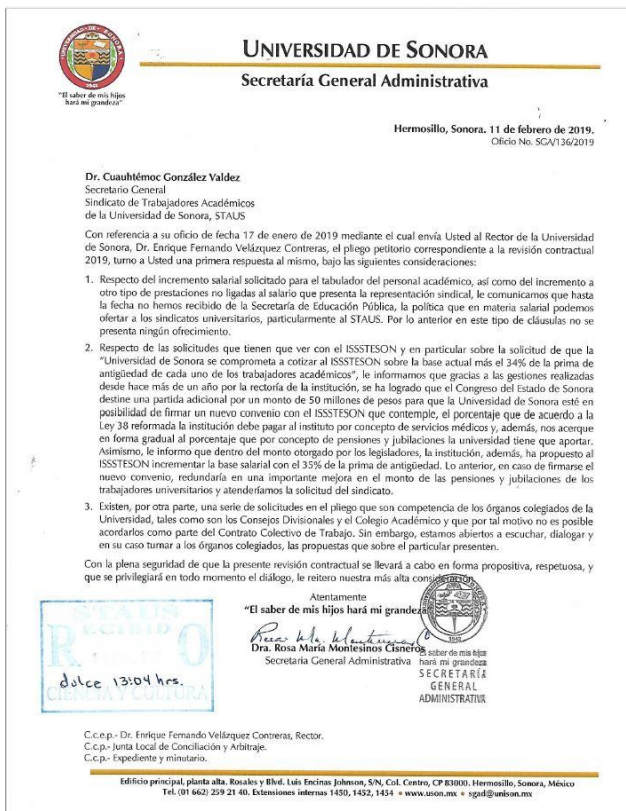 UNIVERSIDAD DE SONORA
Secretaría General Administrativa
"El saber de mis hijos
hará mi grandeza"
Hermosillo, Sonora. 11 de febrero de 2019.
Oficio No. SGA/136/2019
Dr. Cuauhtémoc González Valdez
Secretario General
Sindicato de Trabajadores Académicos
de la Universidad de Sonora, STAUS
Con referencia a su oficio de fecha 17 de enero de 2019 mediante el cual envía Usted al Rector de la Universidad
de Sonora, Dr. Enrique Fernando Velázquez Contreras, el pliego petitorio correspondiente a la revisión contractual
2019, turno a Usted una primera respuesta al mismo, bajo las siguientes consideraciones:
1. Respecto del incremento salarial solicitado para el tabulador del personal académico, así como del incremento a
otro tipo de prestaciones no ligadas al salario que presenta la representación sindical, le comunicamos que hasta
la fecha no hemos recibido de la Secretaría de Educación Pública, la política que en materia salarial podemos
ofertar a los sindicatos universitarios, particularmente al STAUS. Por lo anterior en este tipo de cláusulas no se
presenta ningún ofrecimiento.
2. Respecto de las solicitudes que tienen que ver con el ISSSTESON y en particular sobre la solicitud de que la
"Universidad de Sonora se comprometa a cotizar al ISSSTESON sobre la base actual más el 34% de la prima de
antigüedad de cada uno de los trabajadores académicos", le informamos que gracias a las gestiones realizadas
desde hace más de un año por la rectoría de la institución, se ha logrado que el Congreso del Estado de Sonora
destine una partida adicional por un monto de 50 millones de pesos para que la Universidad de Sonora esté en
posibilidad de firmar un nuevo convenio con el ISSSTESON que contemple, el porcentaje que de acuerdo a la
Ley 38 reformada la institución debe pagar al instituto por concepto de servicios médicos y, además, nos acerque
en forma gradual al porcentaje que por concepto de pensiones y jubilaciones la universidad tiene que aportar.
Asimismo, le informo que dentro del monto otorgado por los legisladores, la institución, además, ha propuesto al
ISSSTESON incrementar la base salarial con el 35% de la prima de antigüedad. Lo anterior, en caso de firmarse el
nuevo convenio, redundaría en una importante mejora en el monto de las pensiones y jubilaciones de los
trabajadores universitarios y atenderíamos la solicitud del sindicato.
3. Existen, por otra parte, una serie de solicitudes en el pliego que son competencia de los órganos colegiados de la
Universidad, tales como son los Consejos Divisionales y el Colegio Académico y que por tal motivo no es posible
acordarlos como parte del Contrato Colectivo de Trabajo. Sin embargo, estamos abiertos a escuchar, dialogar y
en su caso turnar a los órganos colegiados, las propuestas que sobre el particular presenten.
Con la plena seguridad de que la presente revisión contractual se llevará a cabo en forma propositiva, respetuosa, y
que se privilegiará en todo momento el diálogo, le reitero nuestra más alta consideración.
Atentamente
"El saber de mis hijos hará mi grandeza
Dra. Rosa María Montesinos Cisneros
Secretaria General Administrativa
El saber de mis hijos
hará mi grandeza
SECRETARÍA
GENERAL
ADMINISTRATIVA
STAUS
RECIBIDO
dulce 13:04 hrs.
CIENCIA Y CULTURA
C.c.e.p.- Dr. Enrique Fernando Velázquez Contreras, Rector.
C.c.p.- Junta Local de Conciliación y Arbitraje.
C.c.p.- Expediente y minutario.
Edificio principal, planta alta. Rosales y Blvd. Luis Encinas Johnson, S/N, Col. Centro, CP 83000. Hermosillo, Sonora, México
Tel. (01 662) 259 21 40. Extensiones internas 1450, 1452, 1454 • www.uson.mx • sgad@unison.mx